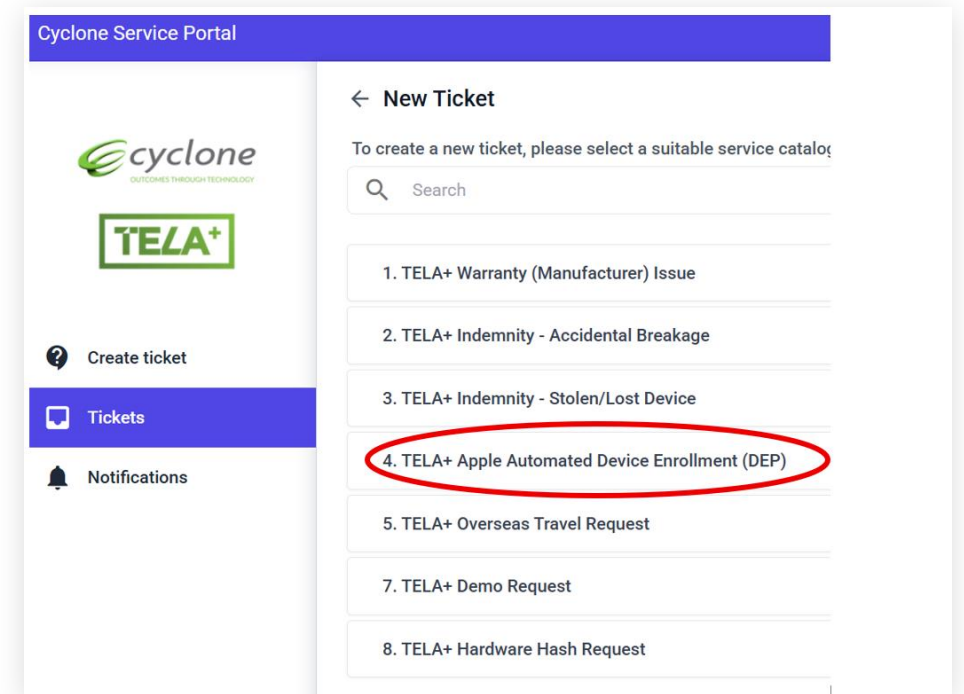 Cyclone Service Portal
cyclone
OUTCOMES THROUGH TECHNOLOGY
TELA+
Create ticket
Tickets
Notifications
New Ticket
To create a new ticket, please select a suitable service catalog
Search
1. TELA+ Warranty (Manufacturer) Issue
2. TELA+ Indemnity - Accidental Breakage
3. TELA+ Indemnity - Stolen/Lost Device
4. TELA+ Apple Automated Device Enrollment (DEP)
5. TELA+ Overseas Travel Request
7. TELA+ Demo Request
8. TELA+ Hardware Hash Request